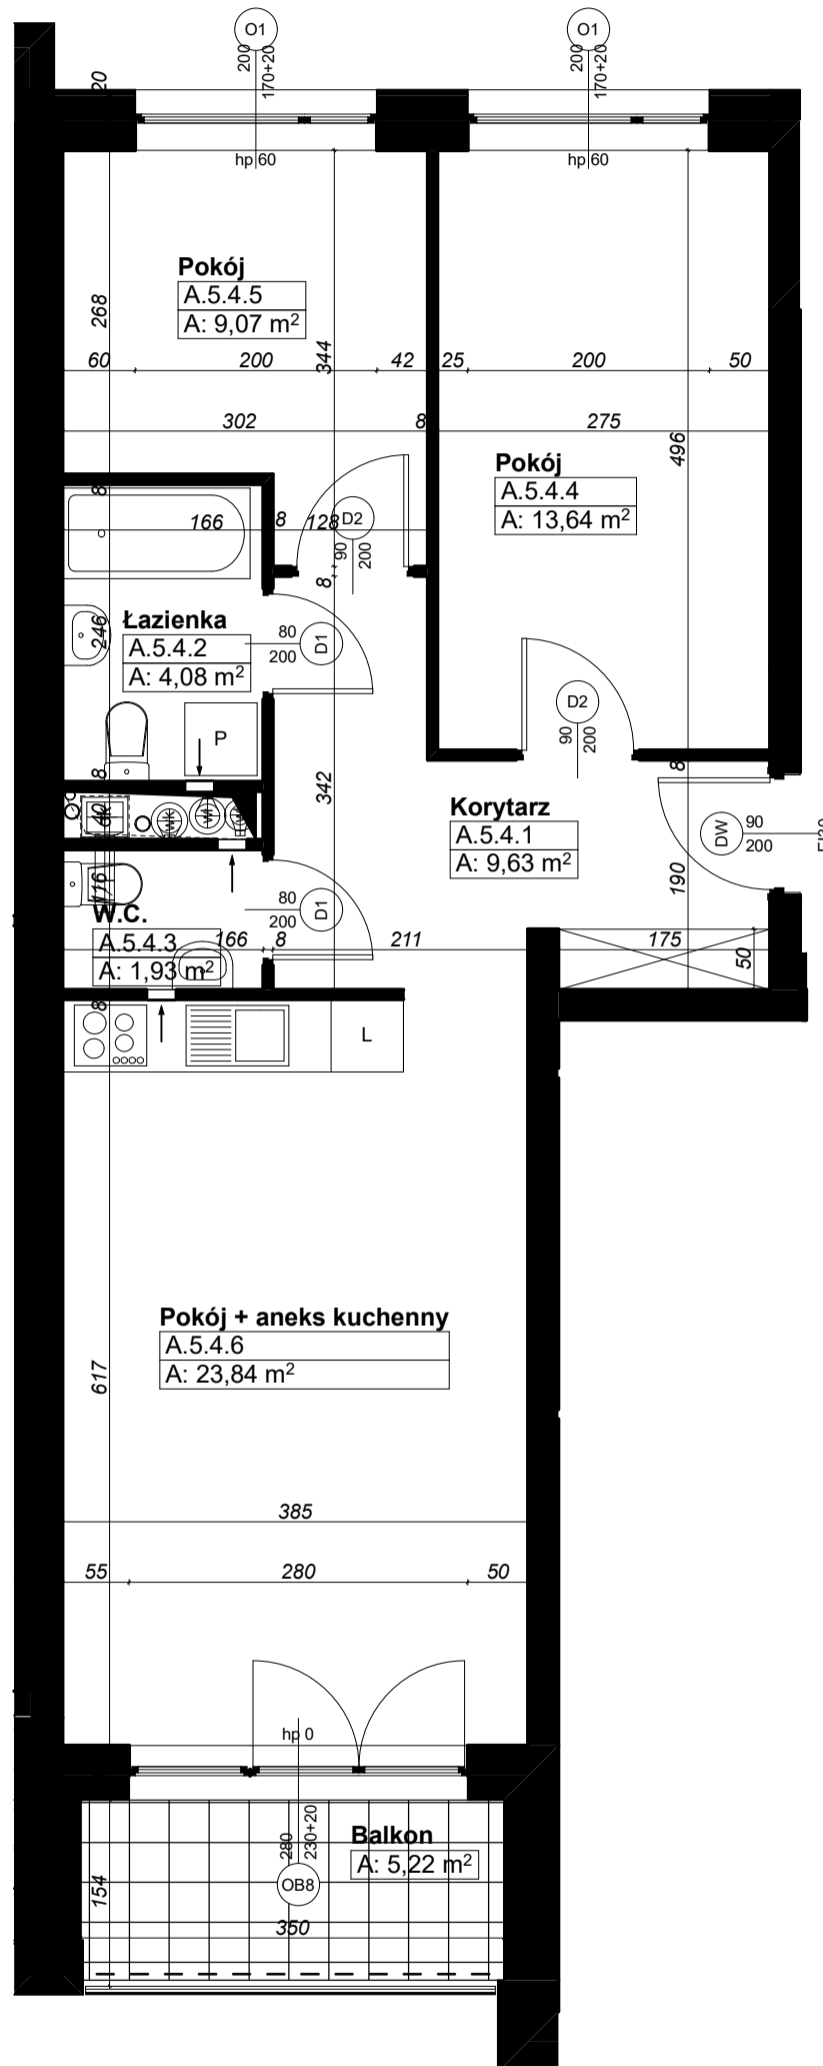 O1
O1
200
170+20
200
170+20
20
hp 60
hp 60
Pokój
A.5.4.5
A: 9,07 m²
268
344
60
200
42
25
200
50
302
8
275
496
Pokój
A.5.4.4
A: 13,64 m²
8
166
8
128
D2
90
200
8
Łazienka
A.5.4.2
A: 4,08 m²
246
80
200
D1
D2
90
200
P
8
8
342
40
Korytarz
A.5.4.1
A: 9,63 m²
DW
90
200
EI30
190
116
W.C.
A.5.4.3
A: 1,93 m²
80
200
D1
166
8
211
175
50
8
L
Pokój + aneks kuchenny
A.5.4.6
A: 23,84 m²
617
385
55
280
50
hp 0
280
230+20
Balkon
A: 5,22 m²
OB8
154
350